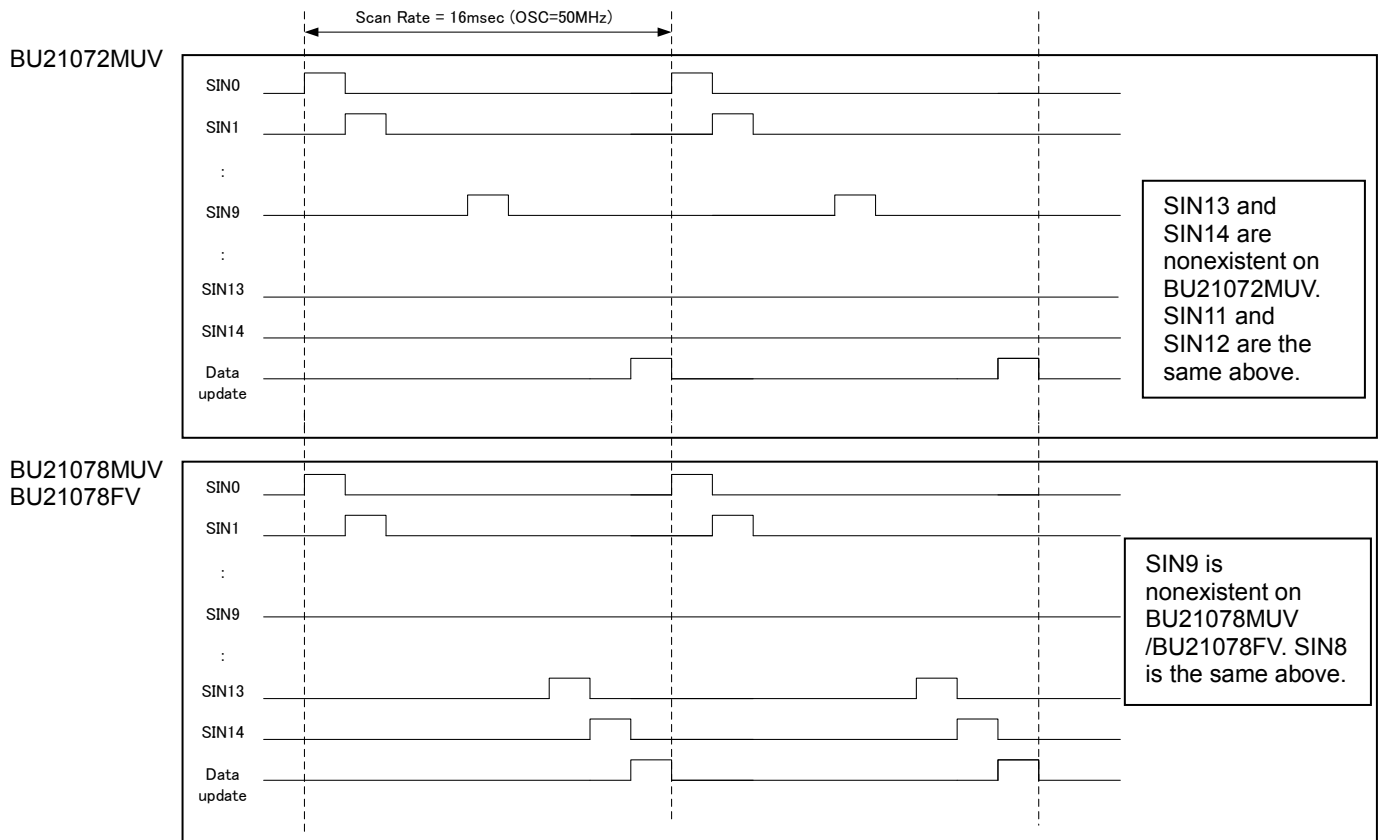 Scan Rate = 16msec (OSC=50MHz)
BU21072MUV
SIN0
SIN1
:
SIN9
:
SIN13
SIN14
Data
update
SIN13 and
SIN14 are
nonexistent on
BU21072MUV.
SIN11 and
SIN12 are the
same above.
BU21078MUV
BU21078FV
SIN0
SIN1
:
SIN9
:
SIN13
SIN14
Data
update
SIN9 is
nonexistent on
BU21078MUV
/BU21078FV. SIN8
is the same above.